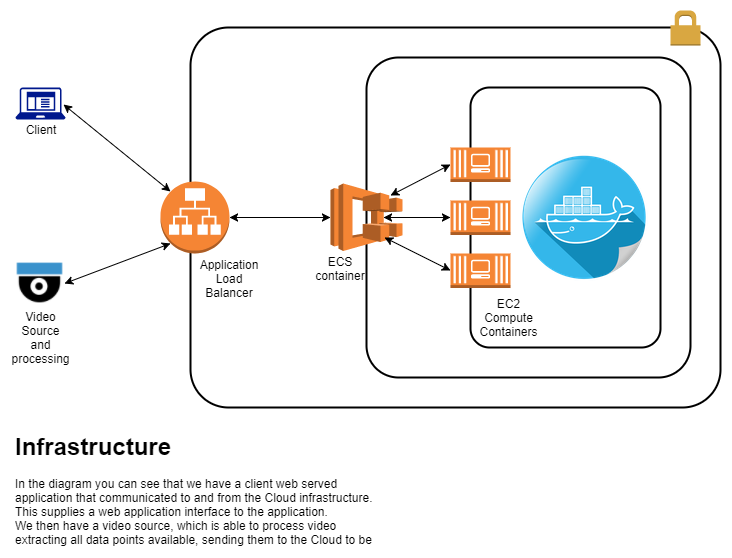 Client
Video
Source
and
processing
Application
Load
Balancer
ECS
container
EC2
Compute
Containers
Infrastructure
In the diagram you can see that we have a client web served
application that communicated to and from the Cloud infrastructure.
This supplies a web application interface to the application.
We then have a video source, which is able to process video
extracting all data points available, sending them to the Cloud to be